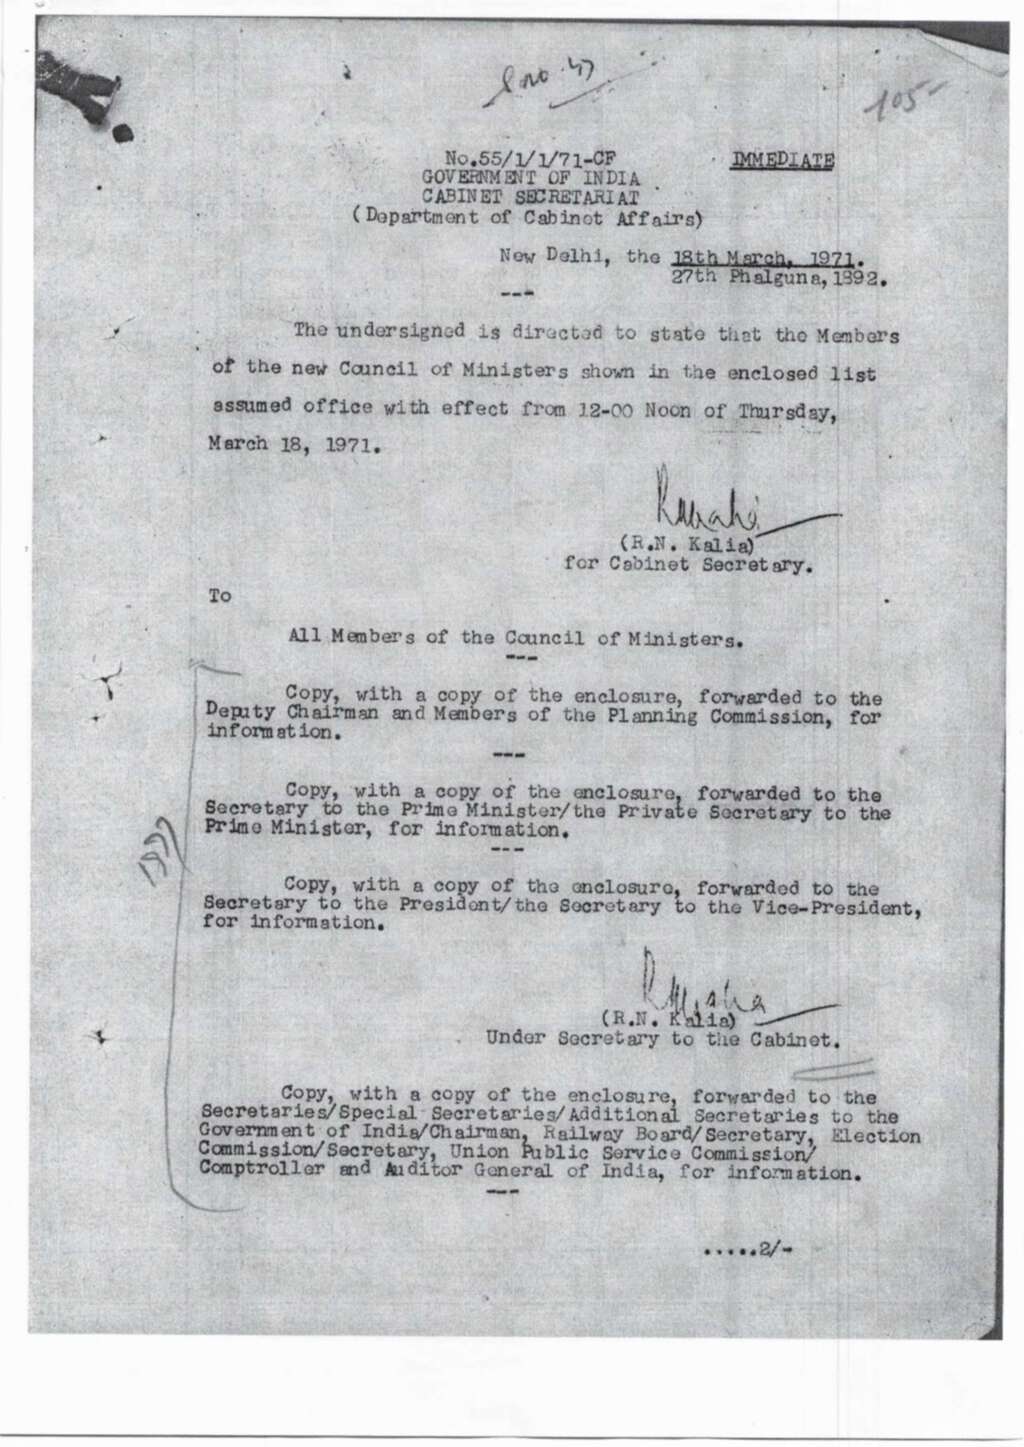 S.No. 47
105
No.55/1/1/71-CF IMMEDIATE
GOVERNMENT OF INDIA
CABINET SECRETARIAT
(Department of Cabinet Affairs)
New Delhi, the 18th March, 1971.
27th Phalguna, 1892.
---
The undersigned is directed to state that the Members
of the new Council of Ministers shown in the enclosed list
assumed office with effect from 12-00 Noon of Thursday,
March 18, 1971.
(R.N. Kalia)
for Cabinet Secretary.
To
All Members of the Council of Ministers.
---
Copy, with a copy of the enclosure, forwarded to the
Deputy Chairman and Members of the Planning Commission, for
information.
---
Copy, with a copy of the enclosure, forwarded to the
Secretary to the Prime Minister/the Private Secretary to the
Prime Minister, for information.
---
Copy, with a copy of the enclosure, forwarded to the
Secretary to the President/the Secretary to the Vice-President,
for information.
(R.N. Kalia)
Under Secretary to the Cabinet.
Copy, with a copy of the enclosure, forwarded to the
Secretaries/Special Secretaries/Additional Secretaries to the
Government of India/Chairman, Railway Board/Secretary, Election
Commission/Secretary, Union Public Service Commission/
Comptroller and Auditor General of India, for information.
---
.....2/-